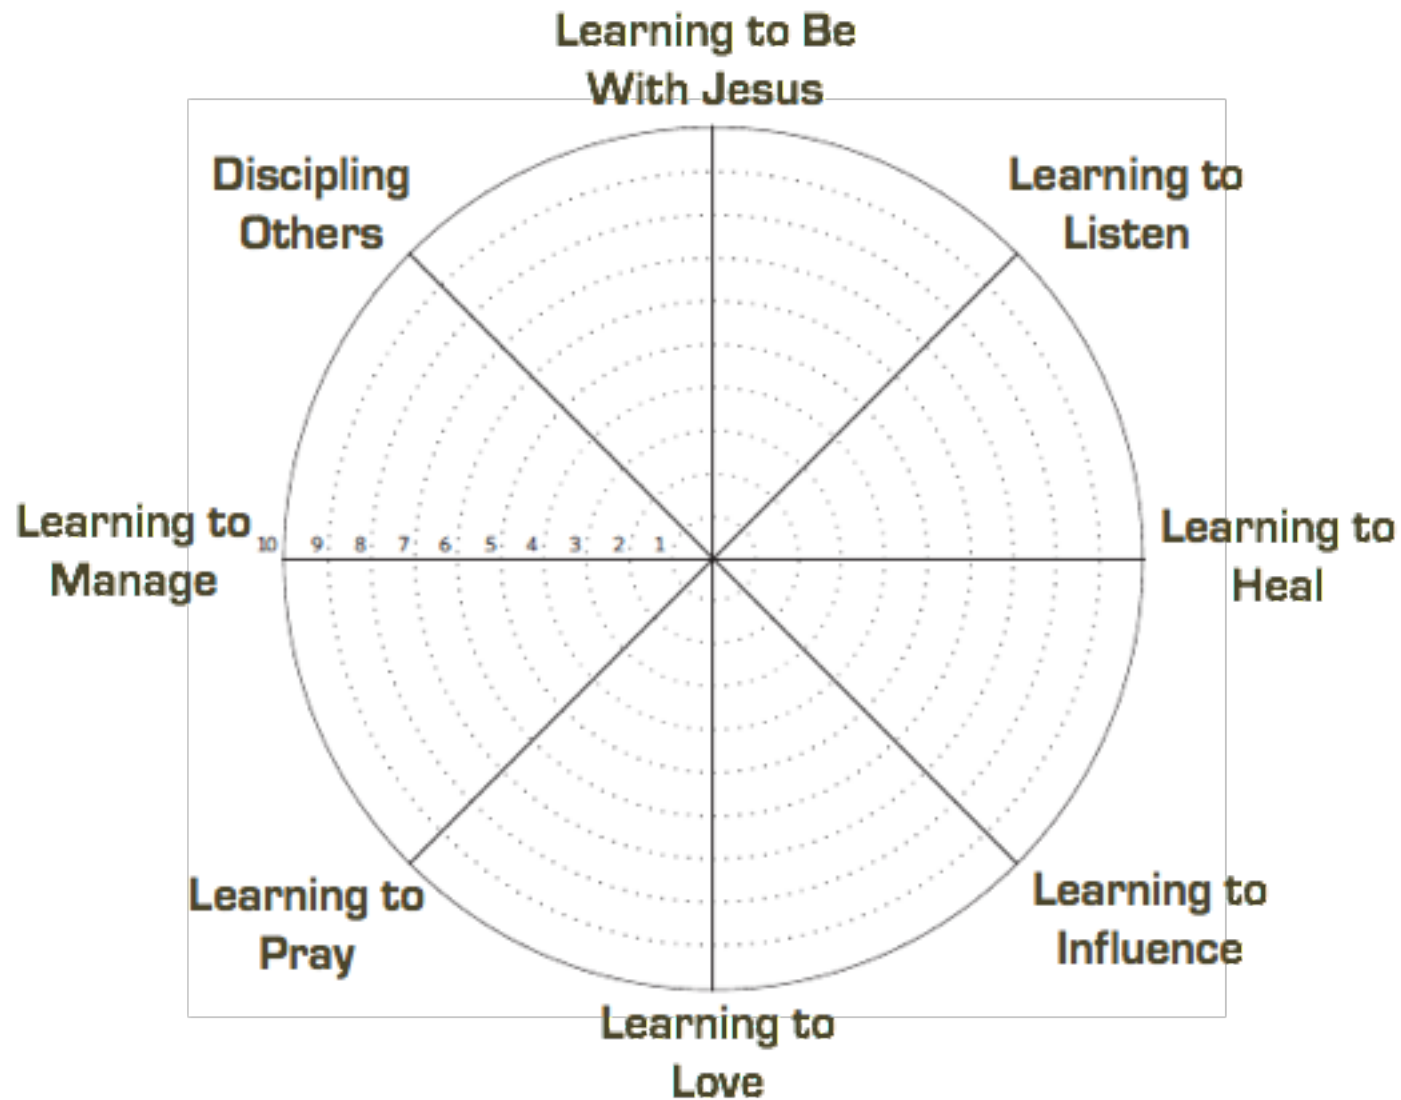 Learning to Be
With Jesus
Discipling
Others
Learning to
Listen
Learning to
Manage
10 9 8 7 6 5 4 3 2 1
Learning to
Heal
Learning to
Pray
Learning to
Influence
Learning to
Love